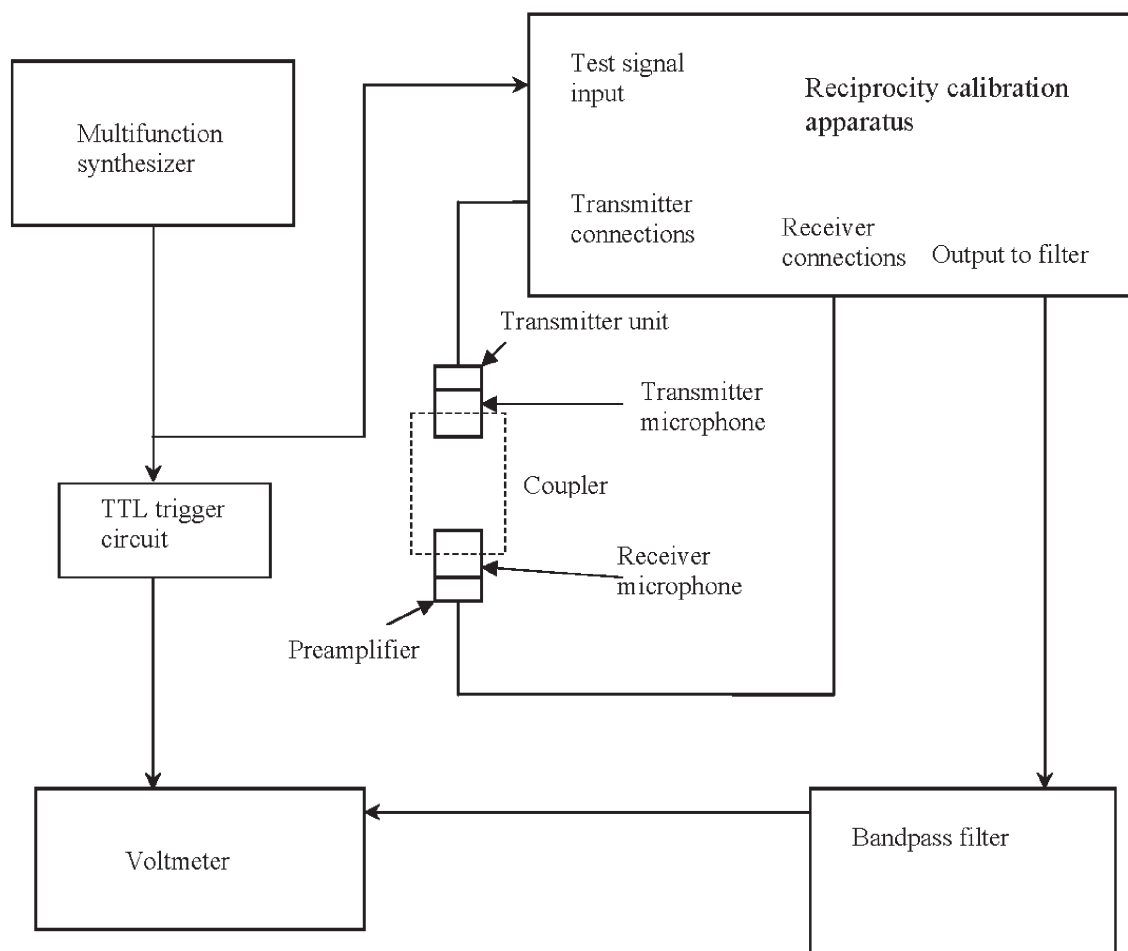 Multifunction
synthesizer
Test signal
input
Reciprocity calibration
apparatus
Transmitter
connections
Receiver
connections
Output to filter
Transmitter unit
Transmitter
microphone
Coupler
TTL trigger
circuit
Receiver
microphone
Preamplifier
Voltmeter
Bandpass filter